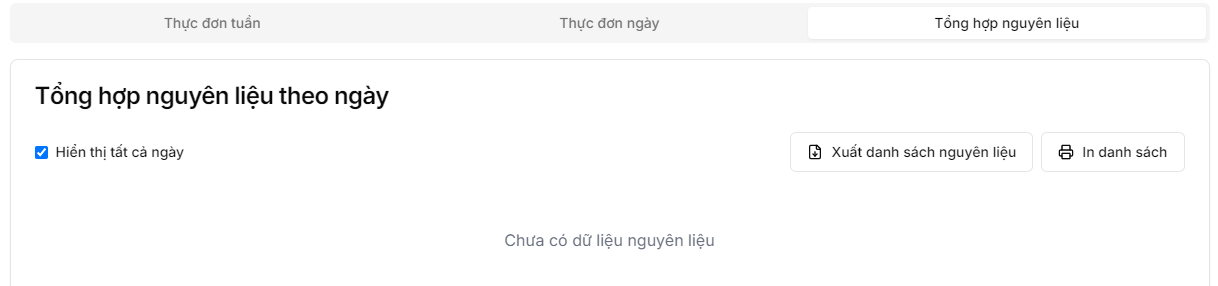 Thực đơn tuần
Thực đơn ngày
Tổng hợp nguyên liệu
Tổng hợp nguyên liệu theo ngày
Hiển thị tất cả ngày
Xuất danh sách nguyên liệu
In danh sách
Chưa có dữ liệu nguyên liệu